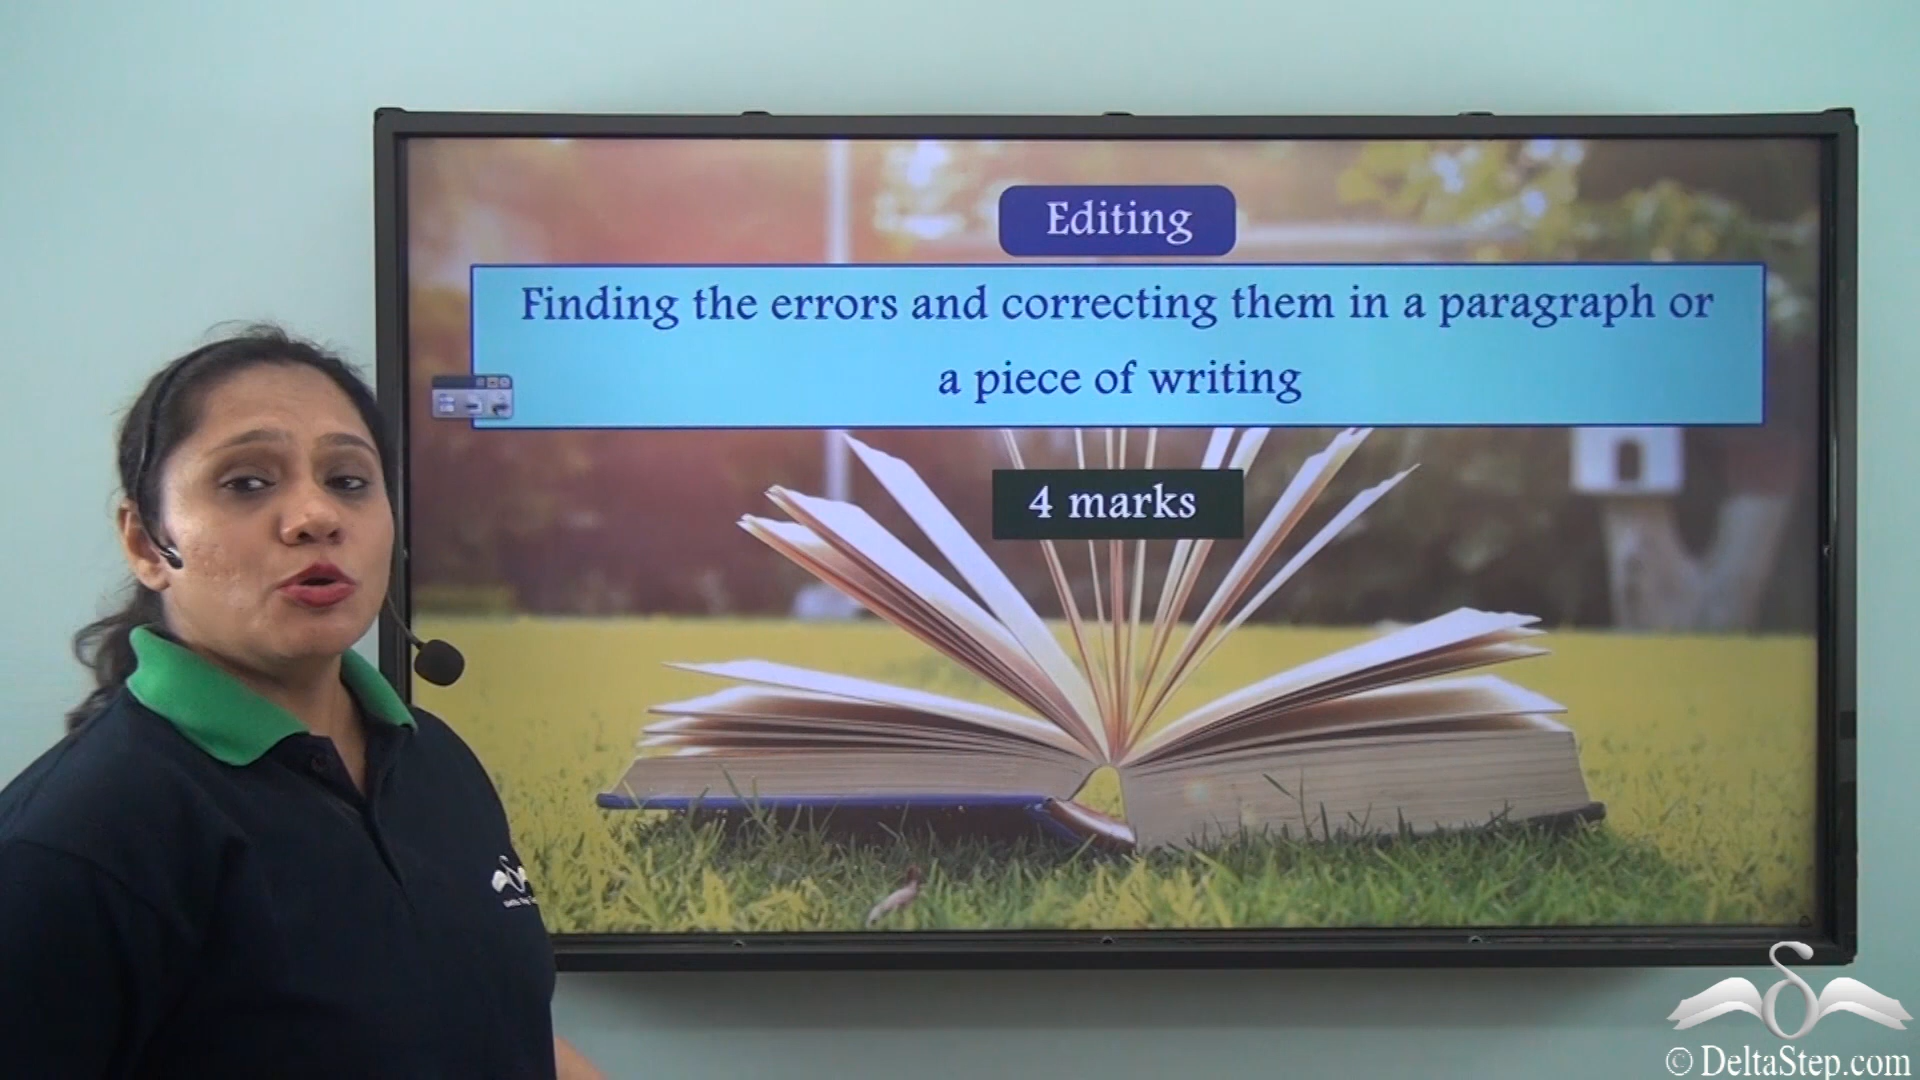 Editing
Finding the errors and correcting them in a paragraph or
a piece of writing
4 marks
© DeltaStep.com